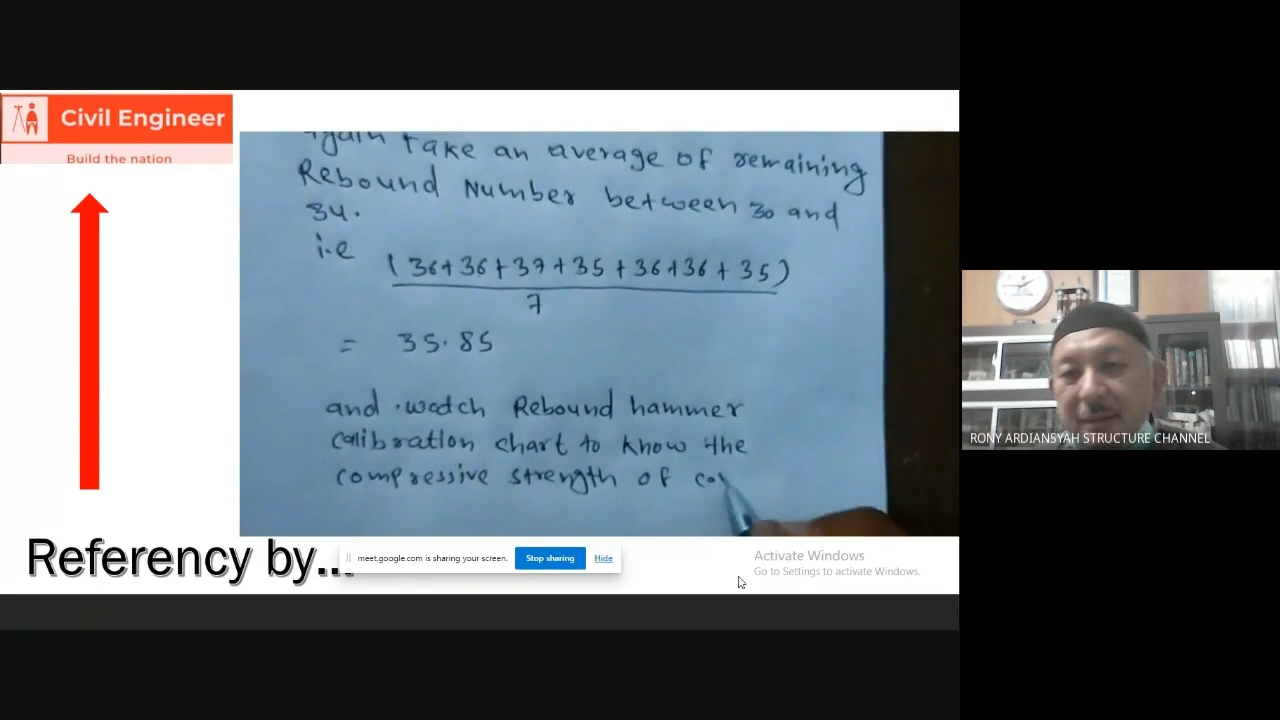 Civil Engineer
Build the nation
Again take an average of remaining
Rebound Number between 30 and
34.
i.e
(36+36+37+35+36+36+35)
7
= 35.85
and watch Rebound hammer
calibration chart to know the
compressive strength of co
Referency by...
meet.google.com is sharing your screen.
Stop sharing
Hide
Activate Windows
Go to Settings to activate Windows.
RONY ARDIANSYAH STRUCTURE CHANNEL